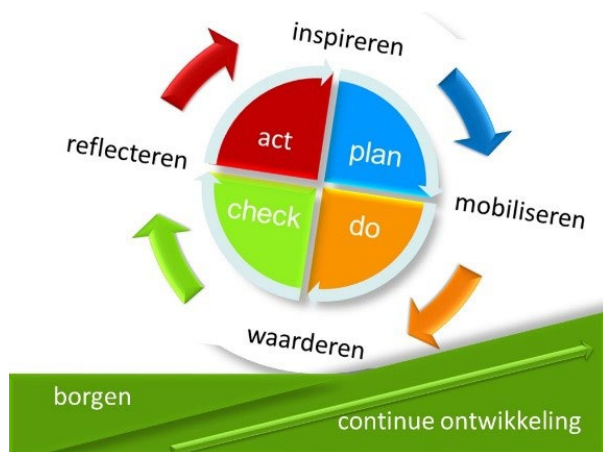 inspireren
act
plan
reflecteren
mobiliseren
check
do
waarderen
borgen
continue ontwikkeling